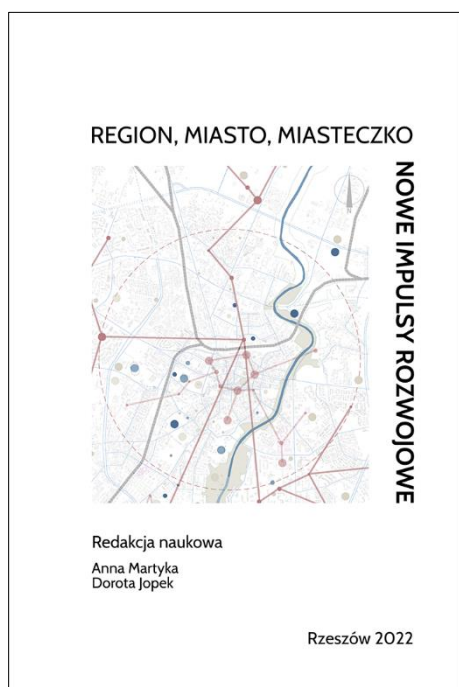 REGION, MIASTO, MIASTECZKO
NOWE IMPULSY ROZWOJOWE
Redakcja naukowa
Anna Martyka
Dorota Jopek
Rzeszów 2022